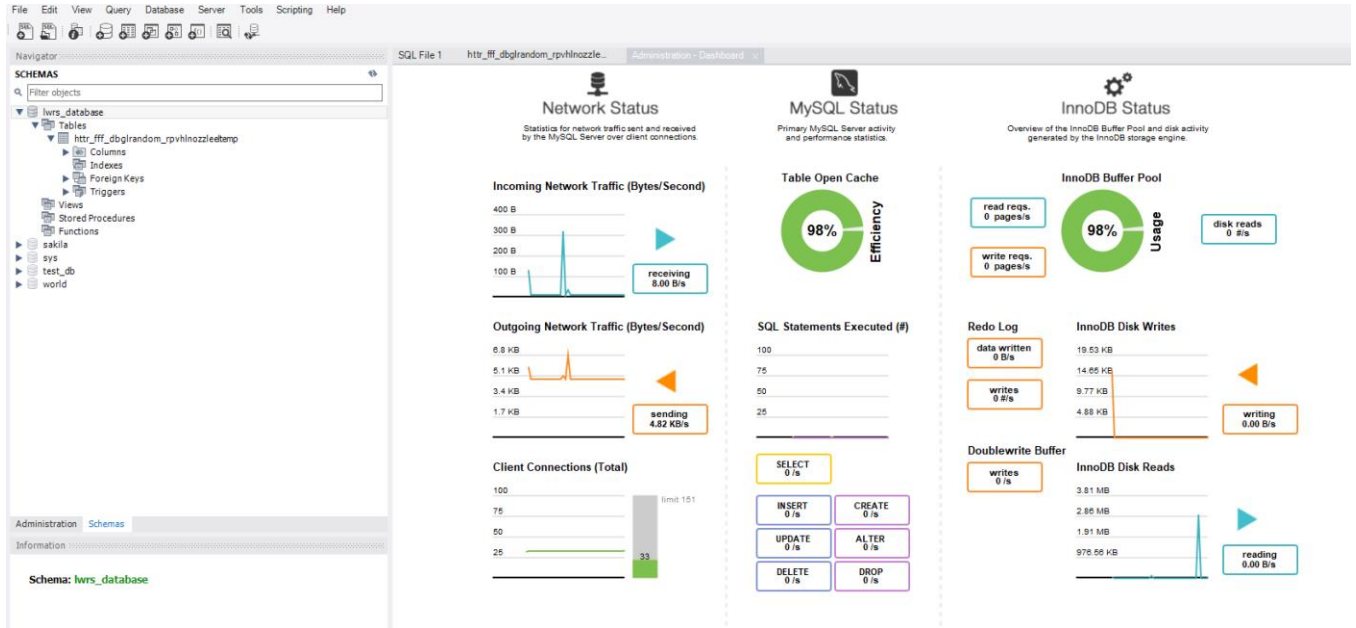 File Edit View Query Database Server Tools Scripting Help
Navigator
SCHEMAS
Filter objects
lwrs_database
Tables
httr_fff_dbglrandom_rpvhlnozzleetemp
Columns
Indexes
Foreign Keys
Triggers
Views
Stored Procedures
Functions
sakila
sys
test_db
world
Administration Schemas
Information
Schema: lwrs_database
SQL File 1 httr_fff_dbglrandom_rpvhlnozzle... Administration - Dashboard x
Network Status
Statistics for network traffic sent and received
by the MySQL Server over client connections.
Incoming Network Traffic (Bytes/Second)
400 B
300 B
200 B
100 B
receiving
8.00 B/s
Outgoing Network Traffic (Bytes/Second)
6.8 KB
5.1 KB
3.4 KB
1.7 KB
sending
4.82 KB/s
Client Connections (Total)
100
75
50
25
limit 151
33
MySQL Status
Primary MySQL Server activity
and performance statistics.
Table Open Cache
98%
Efficiency
SQL Statements Executed (#)
100
75
50
25
SELECT
0 /s
INSERT
0 /s
CREATE
0 /s
UPDATE
0 /s
ALTER
0 /s
DELETE
0 /s
DROP
0 /s
InnoDB Status
Overview of the InnoDB Buffer Pool and disk activity
generated by the InnoDB storage engine.
InnoDB Buffer Pool
read reqs.
0 pages/s
write reqs.
0 pages/s
98%
Usage
disk reads
0 #/s
Redo Log
data written
0 B/s
writes
0 #/s
Doublewrite Buffer
writes
0 /s
InnoDB Disk Writes
19.53 KB
14.65 KB
9.77 KB
4.88 KB
writing
0.00 B/s
InnoDB Disk Reads
3.81 MB
2.86 MB
1.91 MB
976.56 KB
reading
0.00 B/s